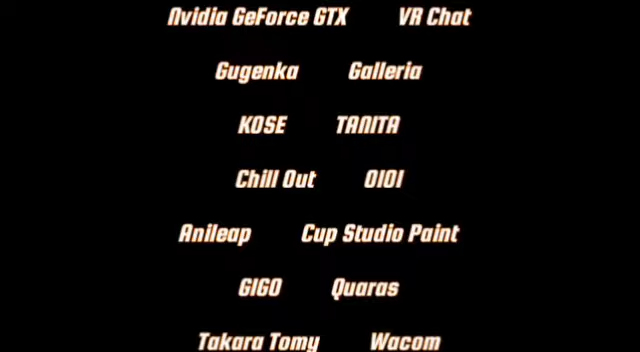 Nvidia GeForce GTX VR Chat
Gugenka Galleria
KOSE TANITA
Chill Out OIOI
Anileap Cup Studio Paint
GIGO Quaras
Takara Tomy Wacom